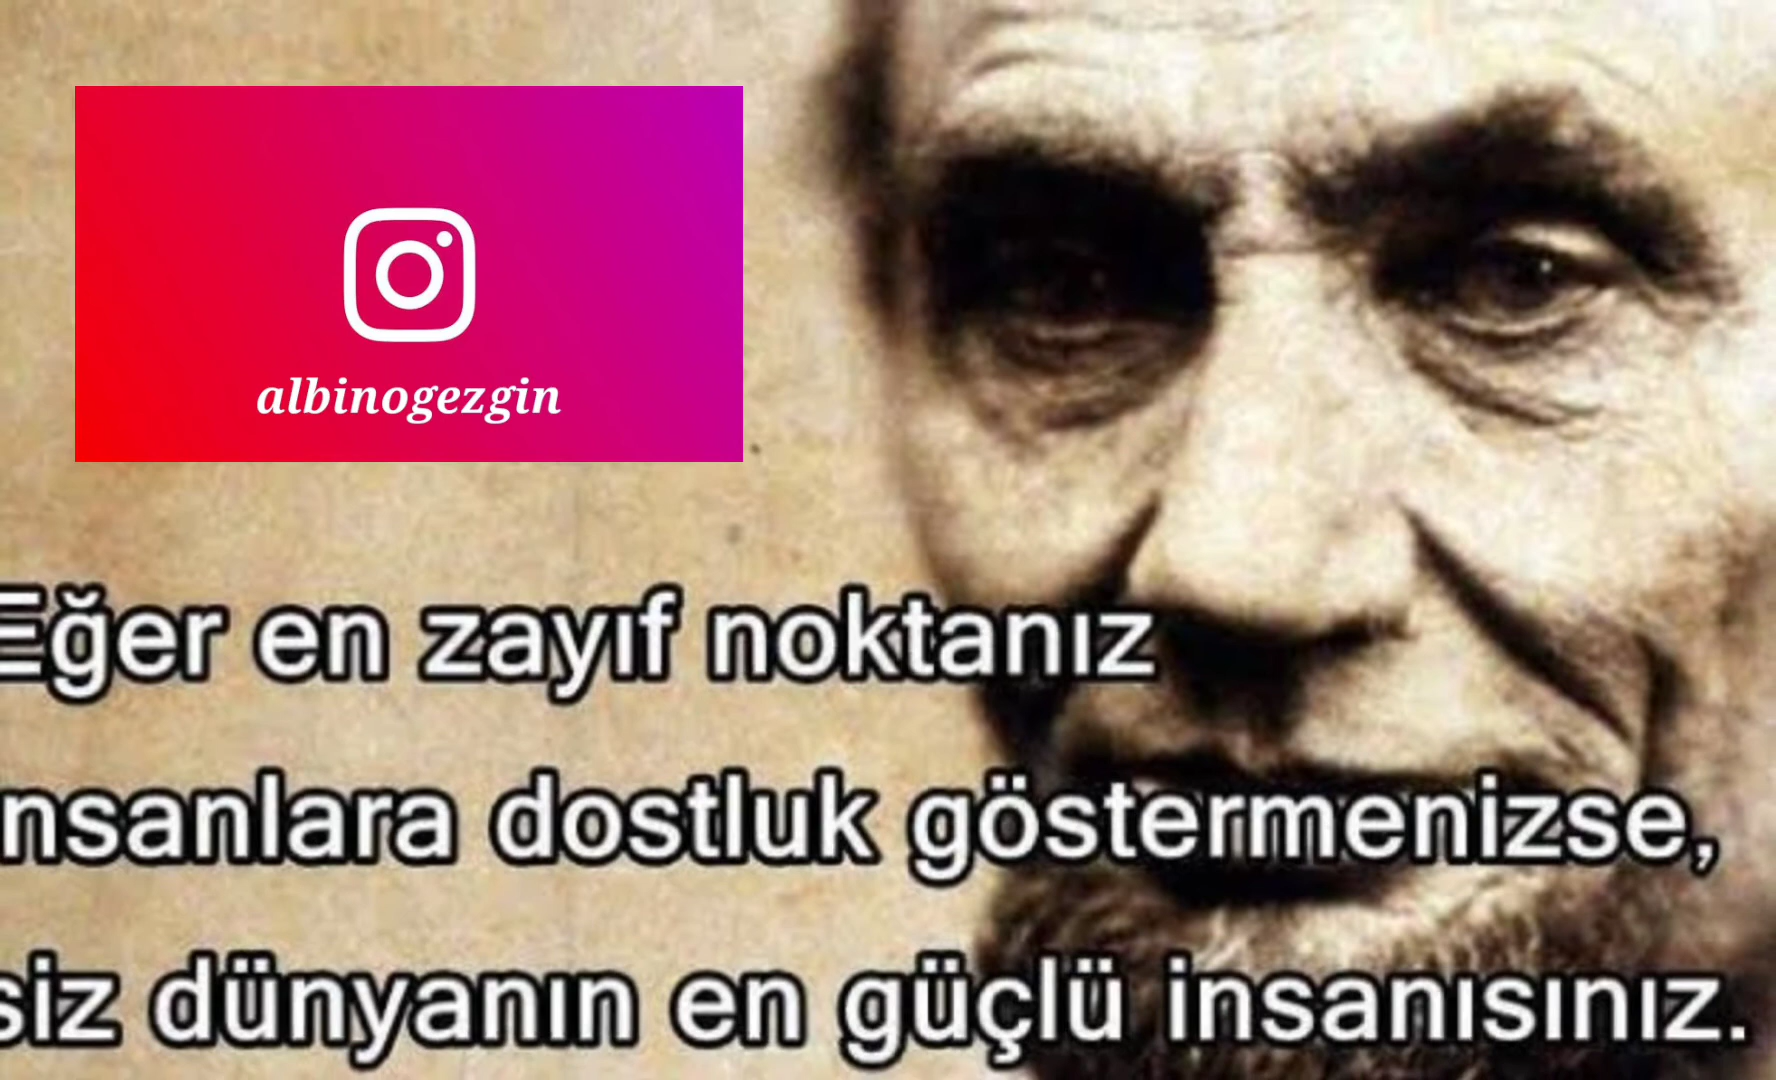 albinogezgin
Eğer en zayıf noktanız
nsanlara dostluk göstermenizse,
siz dünyanın en güçlü insanısınız.